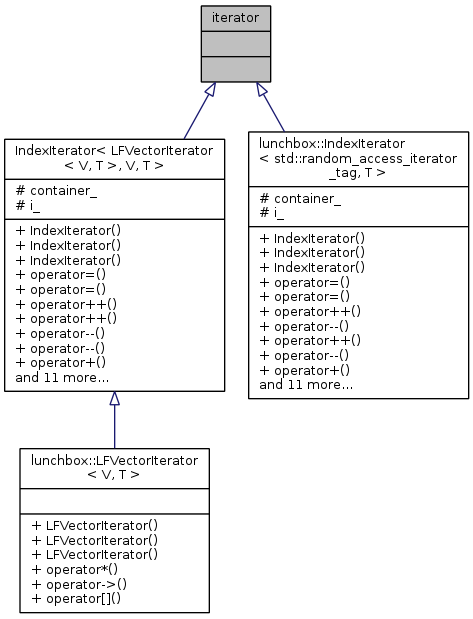 iterator
IndexIterator< LFVectorIterator
< V, T >, V, T >
# container_
# i_
+ IndexIterator()
+ IndexIterator()
+ IndexIterator()
+ operator=()
+ operator=()
+ operator++()
+ operator++()
+ operator--()
+ operator--()
+ operator+()
and 11 more...
lunchbox::IndexIterator
< std::random_access_iterator
_tag, T >
# container_
# i_
+ IndexIterator()
+ IndexIterator()
+ IndexIterator()
+ operator=()
+ operator=()
+ operator++()
+ operator--()
+ operator++()
+ operator--()
+ operator+()
and 11 more...
lunchbox::LFVectorIterator
< V, T >
+ LFVectorIterator()
+ LFVectorIterator()
+ LFVectorIterator()
+ operator*()
+ operator->()
+ operator[]()